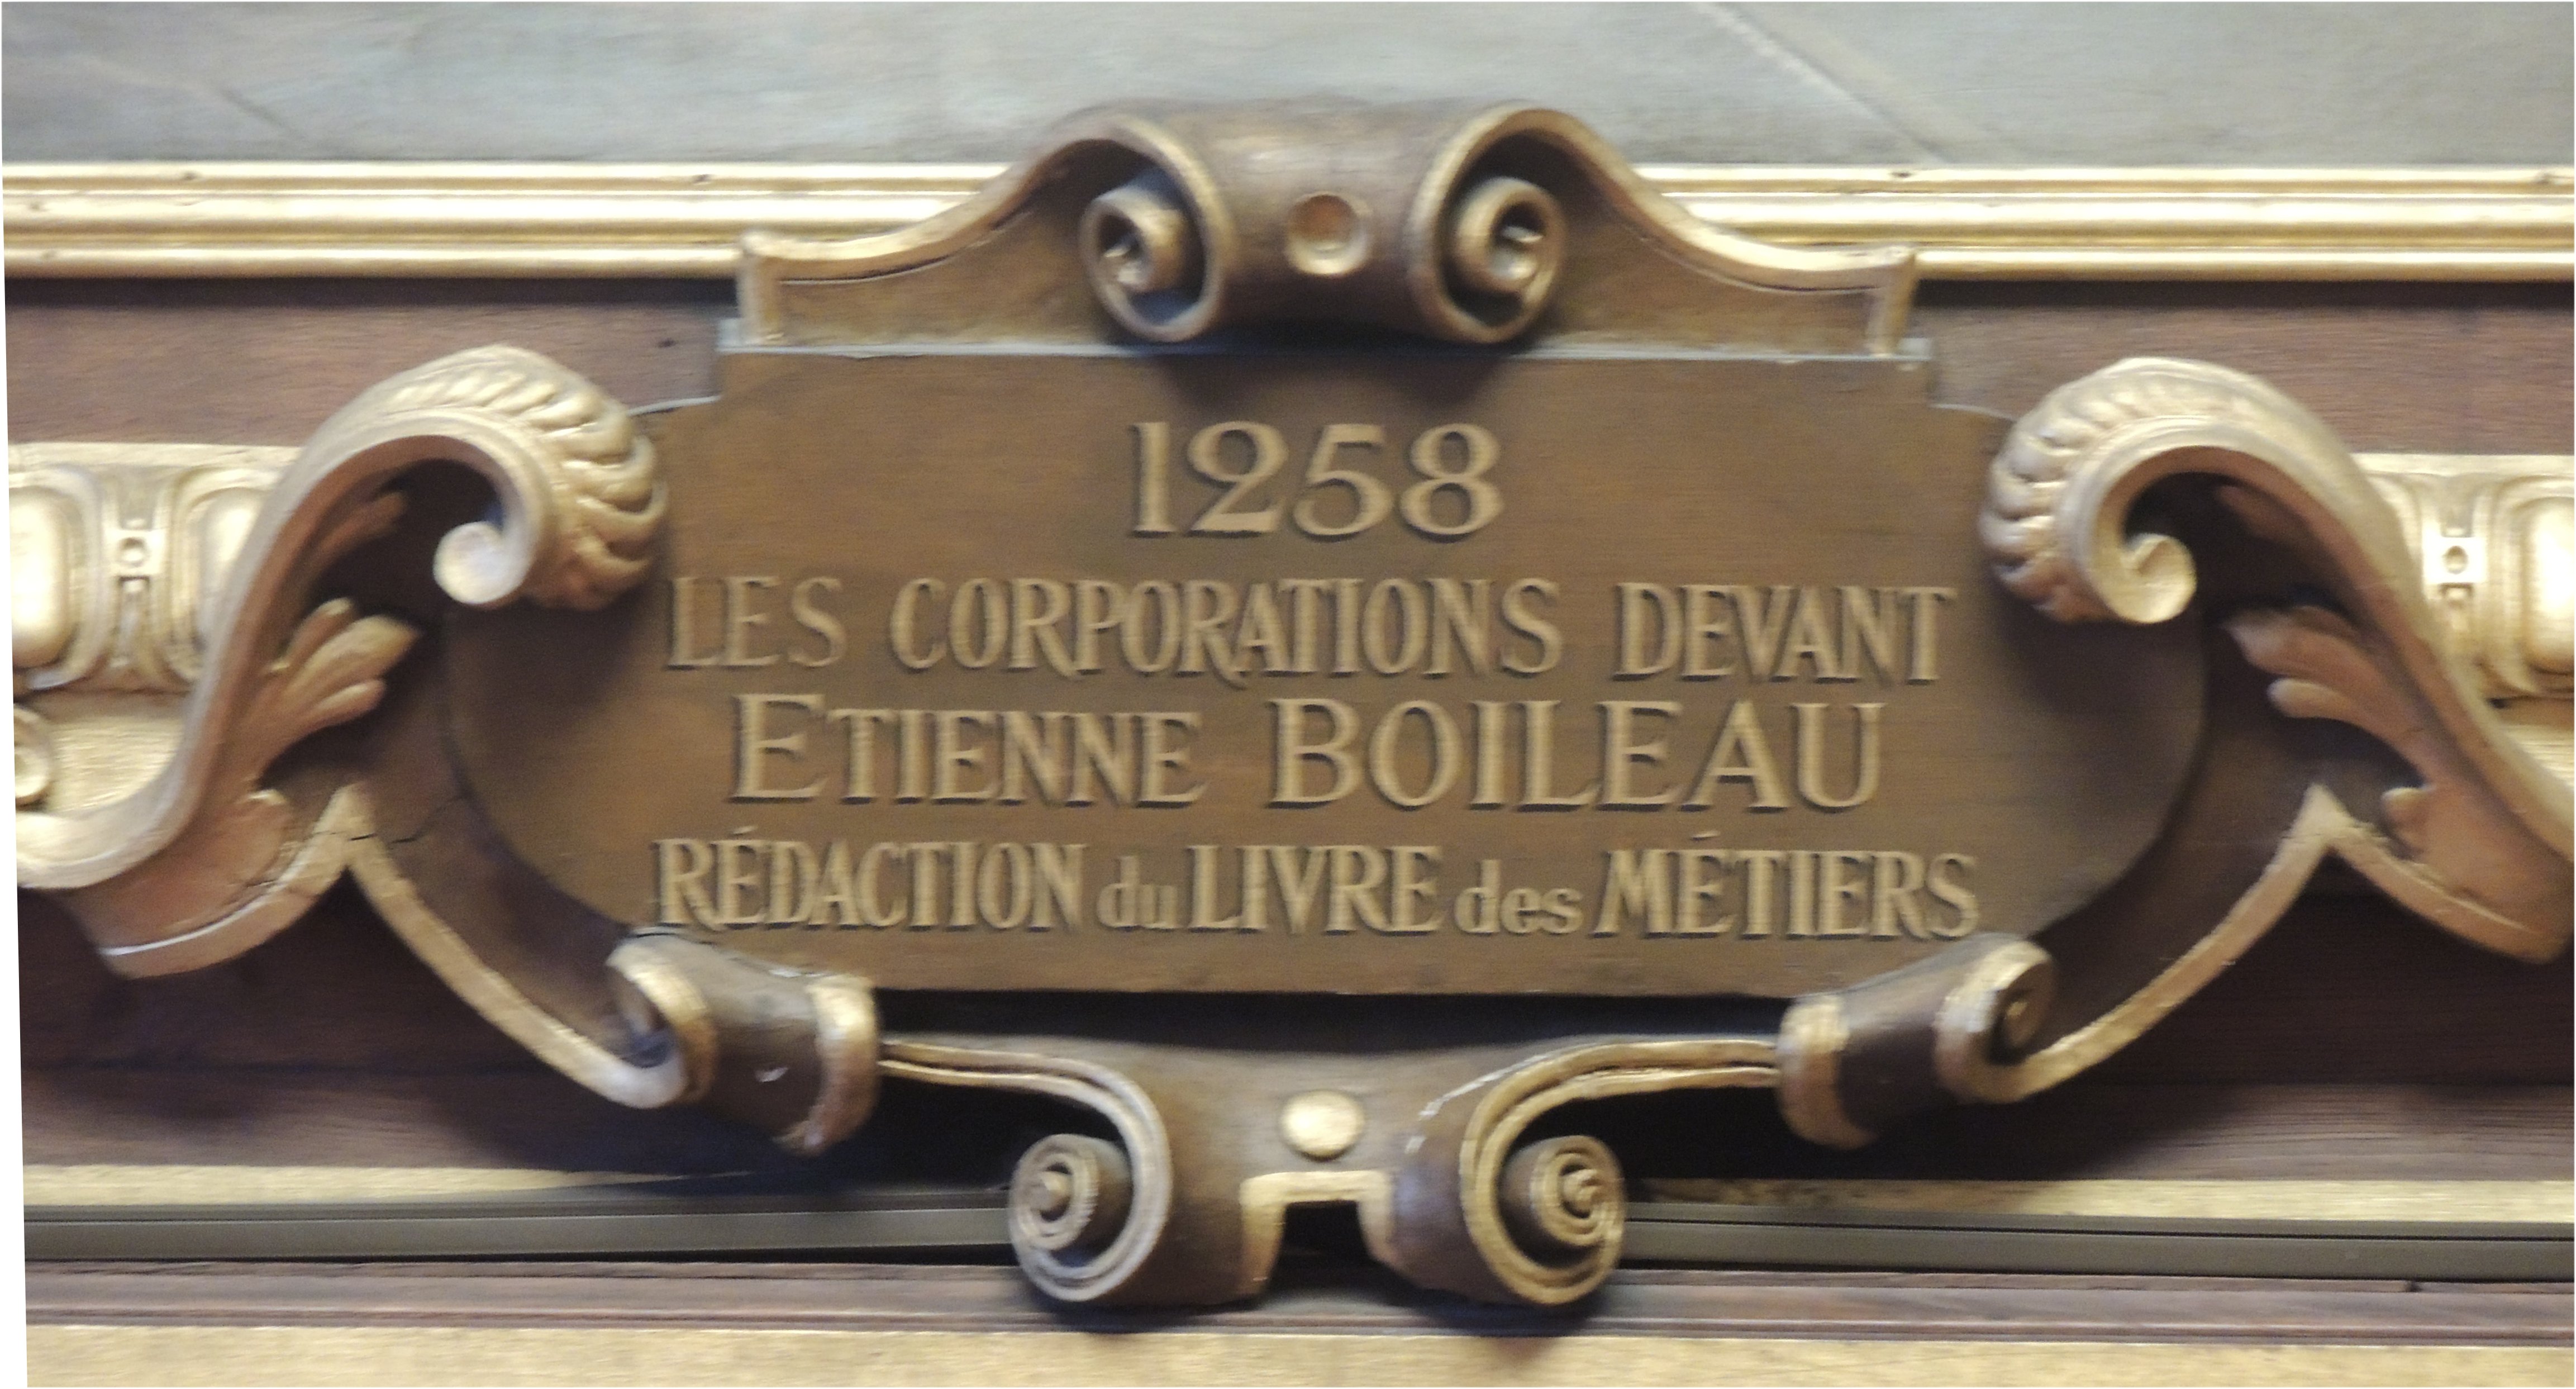 1258
LES CORPORATIONS DEVANT
ETIENNE BOILEAU
RÉDACTION du LIVRE des MÉTIERS